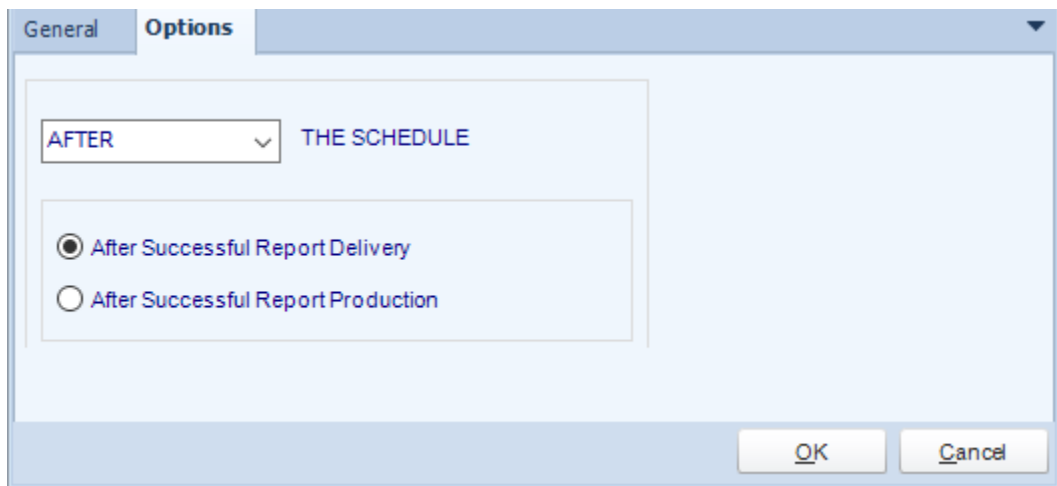 General Options
AFTER THE SCHEDULE
After Successful Report Delivery
After Successful Report Production
OK Cancel